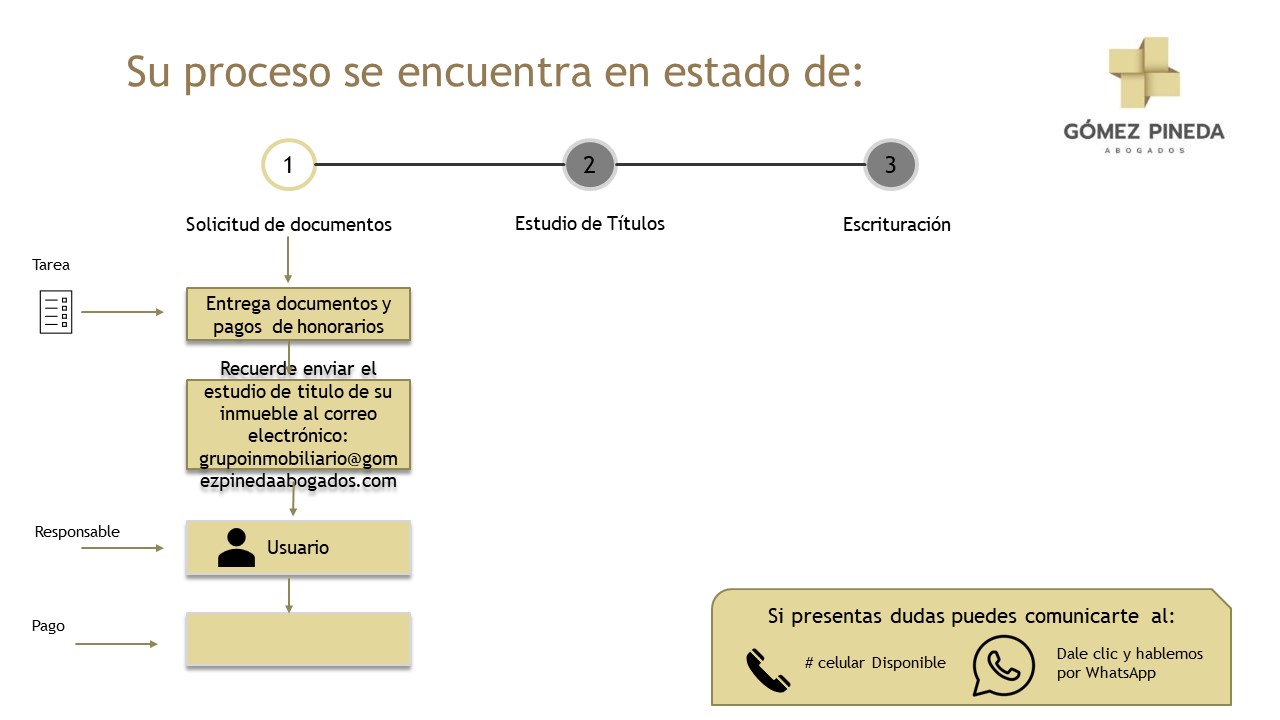 Su proceso se encuentra en estado de:
GÓMEZ PINEDA
ABOGADOS
1
2
3
Solicitud de documentos
Estudio de Títulos
Escrituración
Tarea
Entrega documentos y
pagos de honorarios
Recuerde enviar el
estudio de titulo de su
inmueble al correo
electrónico:
grupoinmobiliario@gom
ezpinedaabogados.com
Responsable
Usuario
Pago
Si presentas dudas puedes comunicarte al:
# celular Disponible
Dale clic y hablemos
por WhatsApp